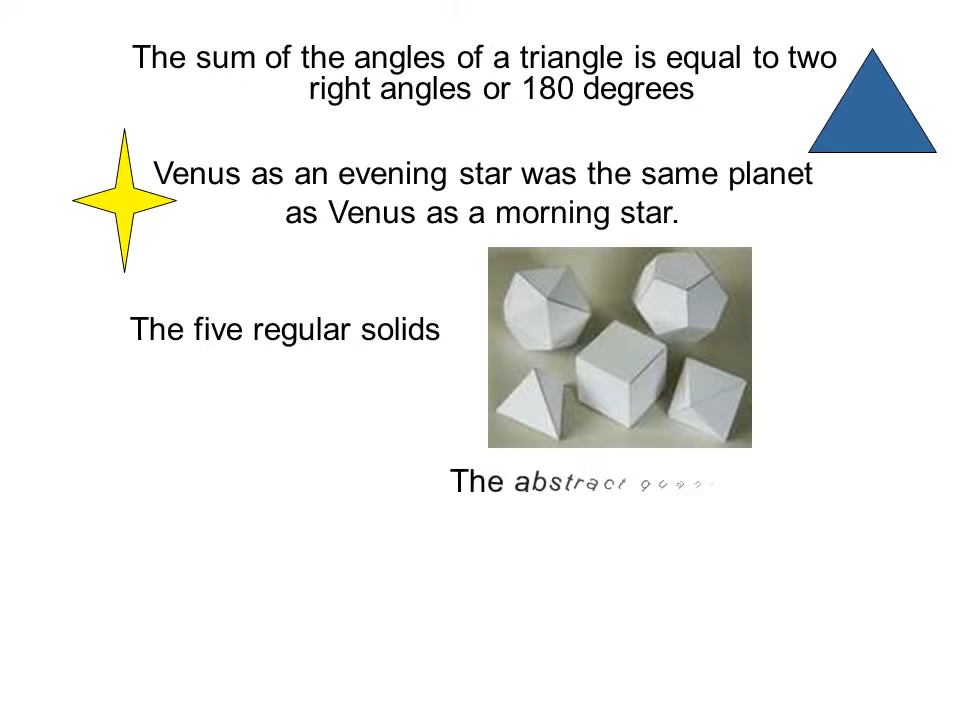 The sum of the angles of a triangle is equal to two
right angles or 180 degrees
Venus as an evening star was the same planet
as Venus as a morning star.
The five regular solids
The abstract